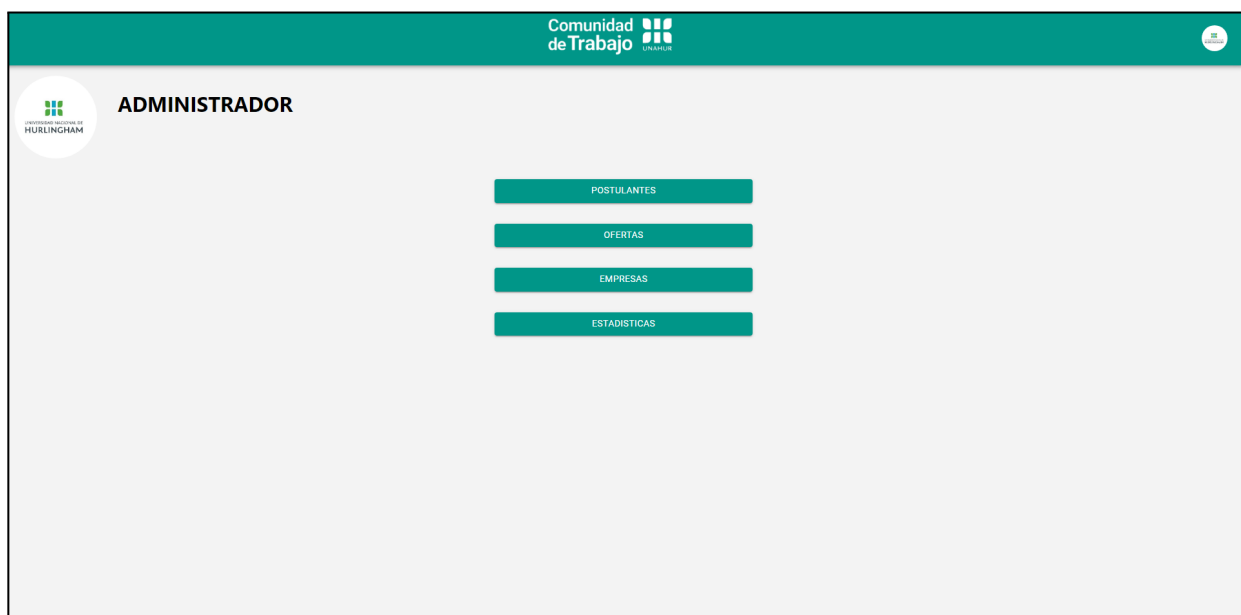 Comunidad
de Trabajo
UNAHUR
UNIVERSIDAD NACIONAL DE
HURLINGHAM
ADMINISTRADOR
POSTULANTES
OFERTAS
EMPRESAS
ESTADISTICAS